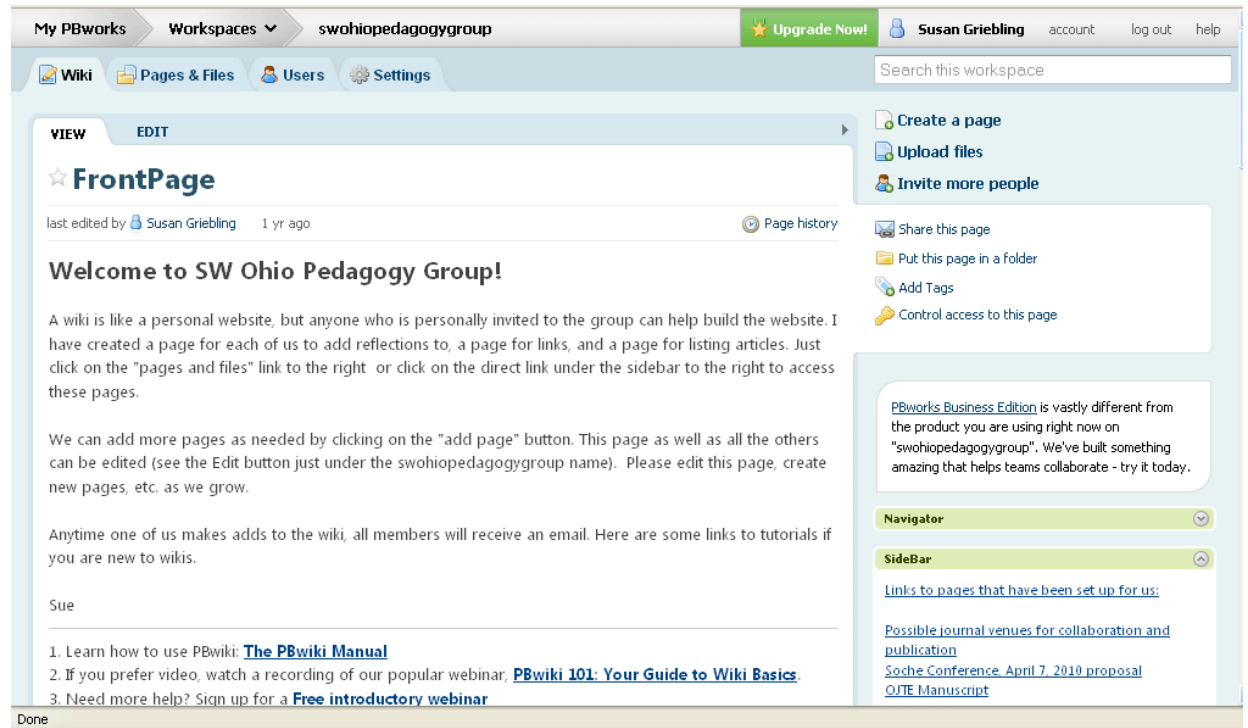 My PBworks Workspaces swohiopedagogygroup Upgrade Now! Susan Griebling account log out help
Wiki Pages & Files Users Settings
Search this workspace
VIEW EDIT
FrontPage
last edited by Susan Griebling 1 yr ago Page history
Welcome to SW Ohio Pedagogy Group!
A wiki is like a personal website, but anyone who is personally invited to the group can help build the website. I
have created a page for each of us to add reflections to, a page for links, and a page for listing articles. Just
click on the "pages and files" link to the right or click on the direct link under the sidebar to the right to access
these pages.
We can add more pages as needed by clicking on the "add page" button. This page as well as all the others
can be edited (see the Edit button just under the swohiopedagogygroup name). Please edit this page, create
new pages, etc. as we grow.
Anytime one of us makes adds to the wiki, all members will receive an email. Here are some links to tutorials if
you are new to wikis.
Sue
1. Learn how to use PBwiki: The PBwiki Manual
2. If you prefer video, watch a recording of our popular webinar, PBwiki 101: Your Guide to Wiki Basics.
3. Need more help? Sign up for a Free introductory webinar
Create a page
Upload files
Invite more people
Share this page
Put this page in a folder
Add Tags
Control access to this page
PBworks Business Edition is vastly different from
the product you are using right now on
"swohiopedagogygroup". We've built something
amazing that helps teams collaborate - try it today.
Navigator
SideBar
Links to pages that have been set up for us:
Possible journal venues for collaboration and
publication
Soche Conference, April 7, 2010 proposal
OJTE Manuscript
Done